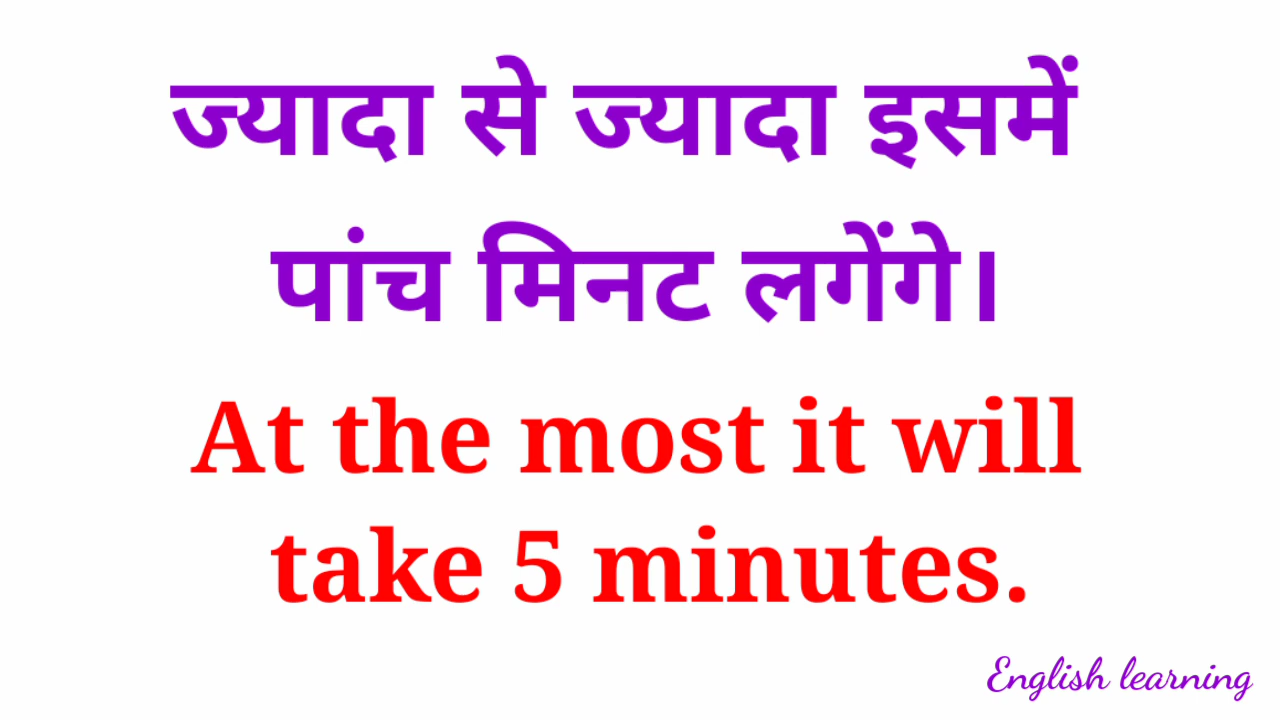 ज्यादा से ज्यादा इसमें
पांच मिनट लगेंगे।
At the most it will
take 5 minutes.
English learning